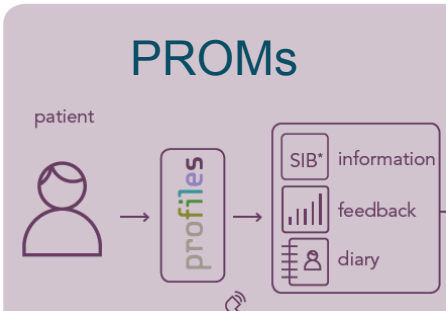 PROMs
patient
profiles
SIB* information
feedback
diary